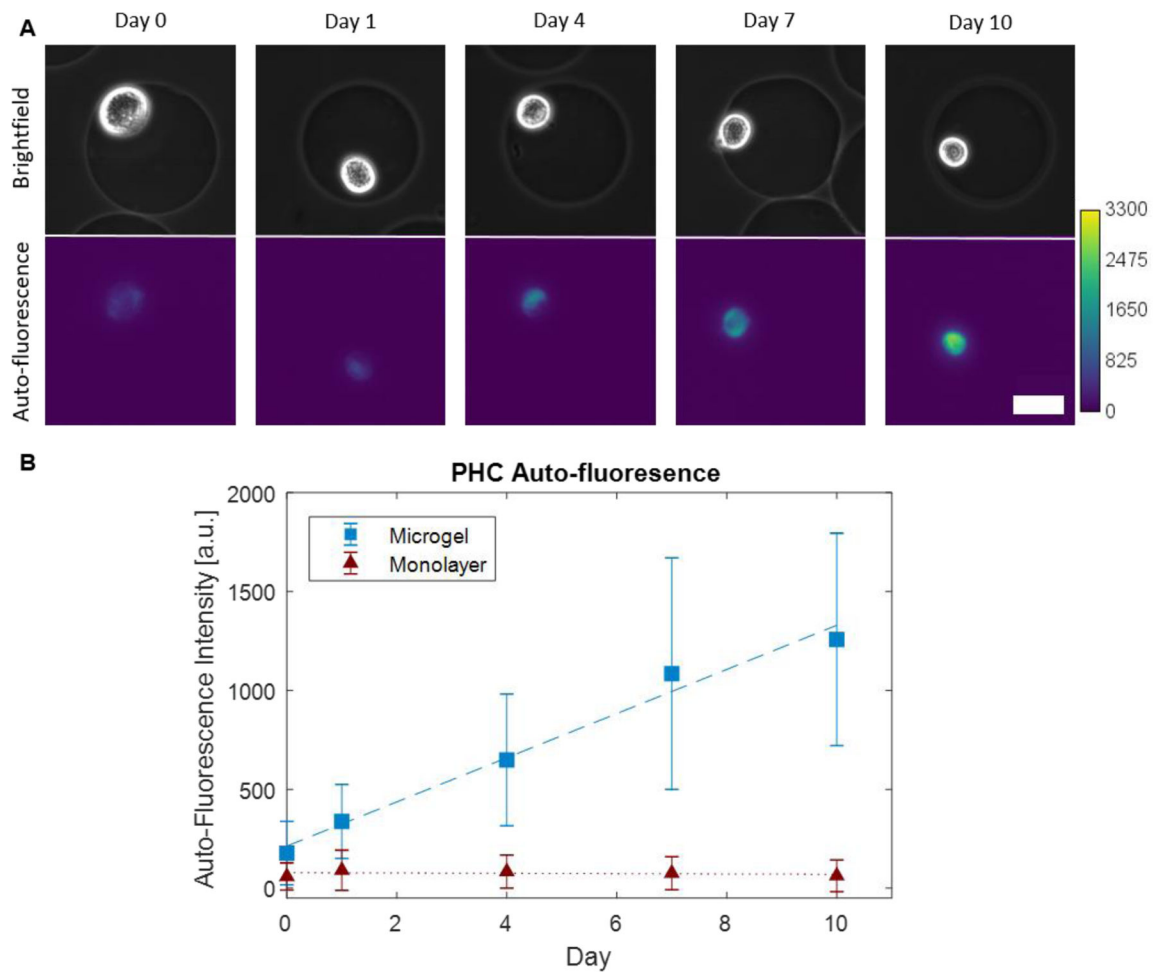 A
Day 0 Day 1 Day 4 Day 7 Day 10
Brightfield
Auto-fluorescence
3300
2475
1650
825
0
B
PHC Auto-fluoresence
Auto-Fluorescence Intensity [a.u.]
2000
1500
1000
500
0
Microgel
Monolayer
0 2 4 6 8 10
Day